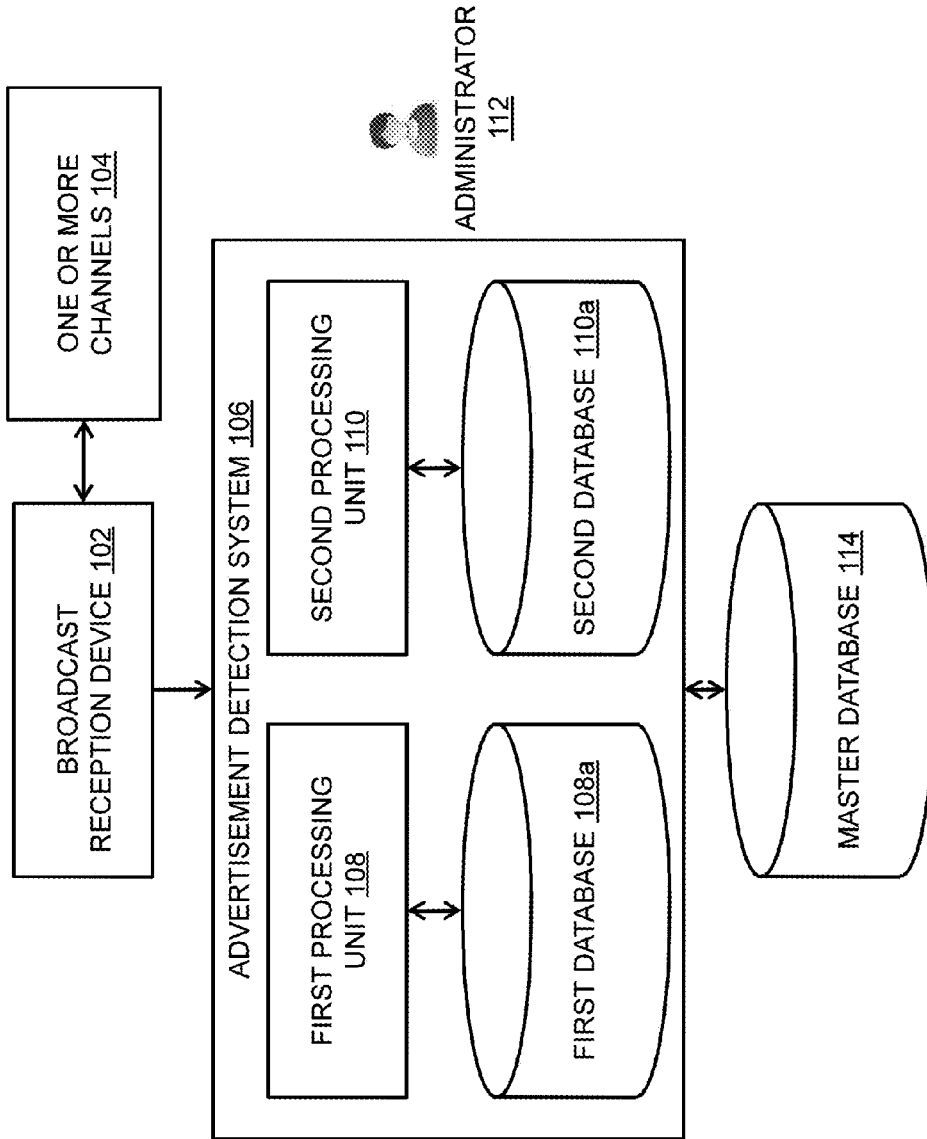 BROADCAST
RECEPTION DEVICE 102
ONE OR MORE
CHANNELS 104
ADVERTISEMENT DETECTION SYSTEM 106
FIRST PROCESSING
UNIT 108
SECOND PROCESSING
UNIT 110
FIRST DATABASE 108a
SECOND DATABASE 110a
ADMINISTRATOR
112
MASTER DATABASE 114